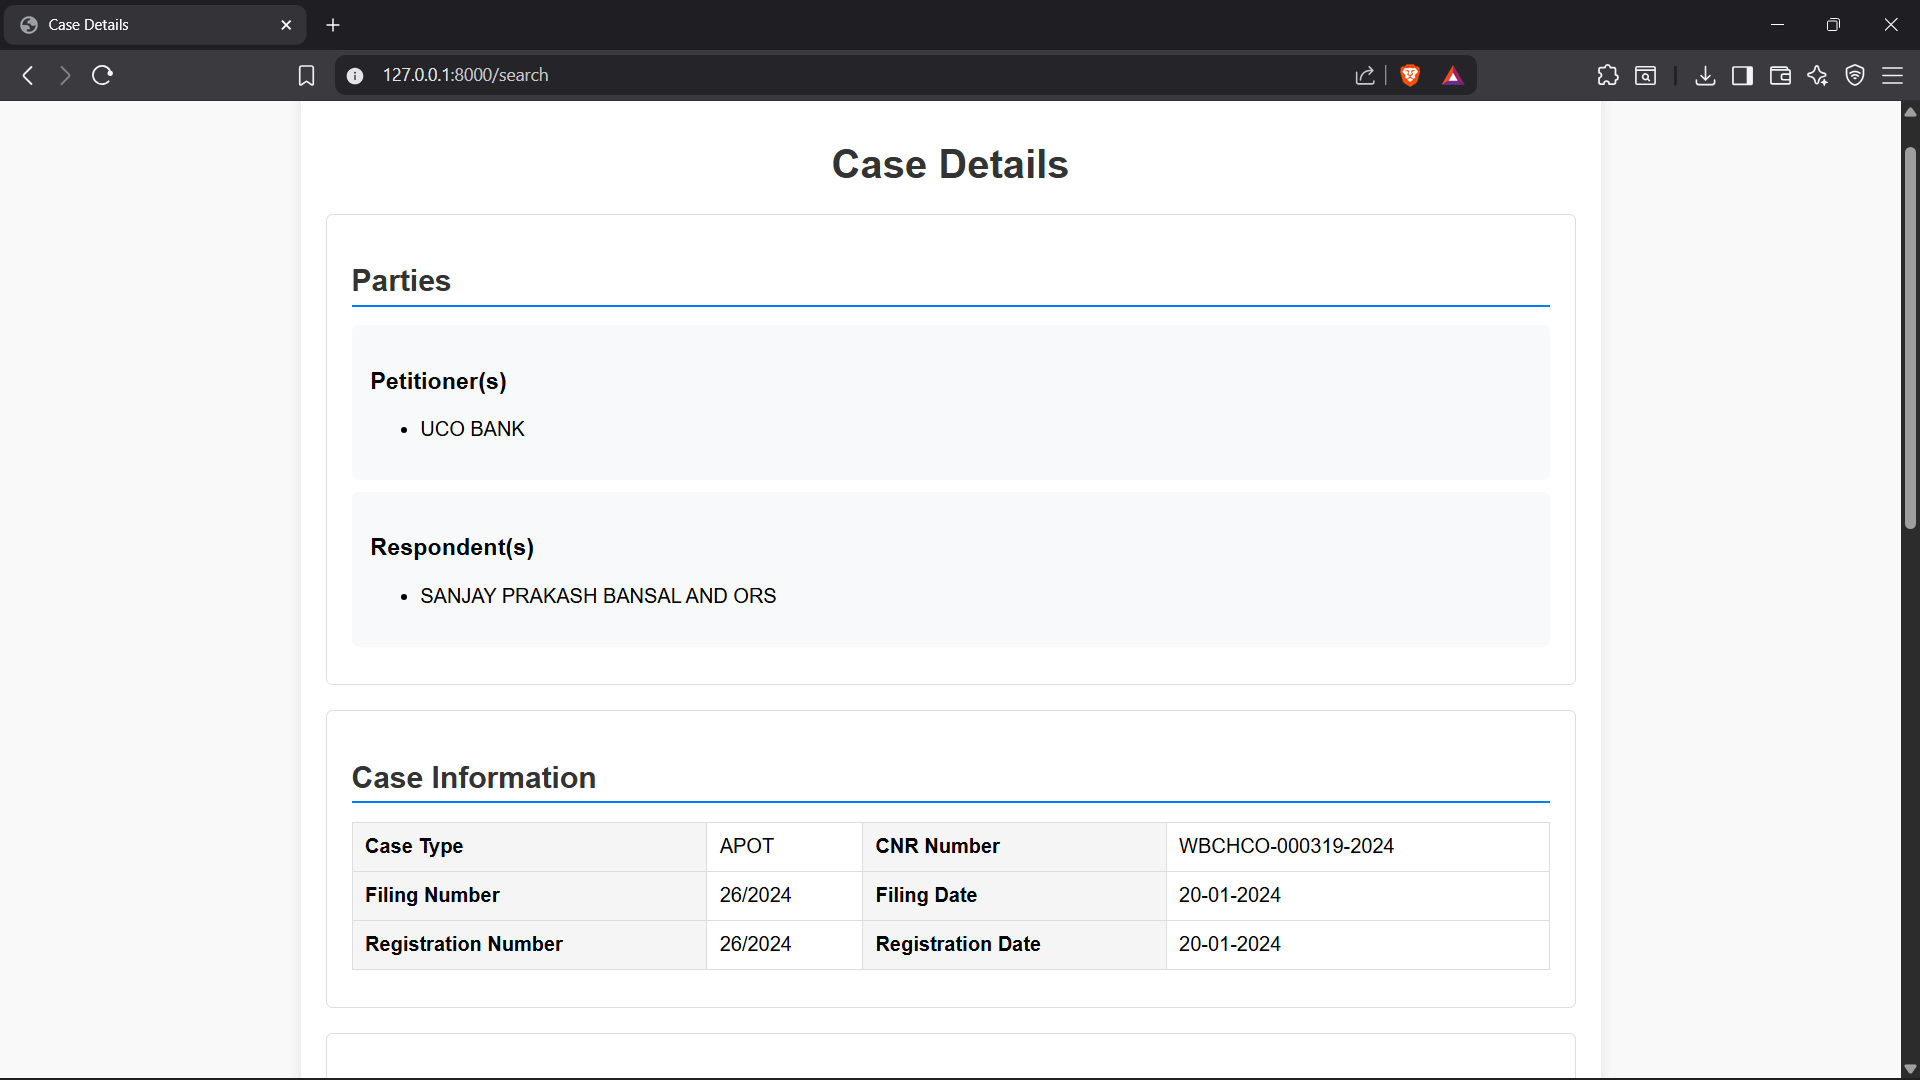 Case Details
127.0.0.1:8000/search
Case Details
Parties
Petitioner(s)
• UCO BANK
Respondent(s)
• SANJAY PRAKASH BANSAL AND ORS
Case Information
Case Type APOT CNR Number WBCHCO-000319-2024
Filing Number 26/2024 Filing Date 20-01-2024
Registration Number 26/2024 Registration Date 20-01-2024